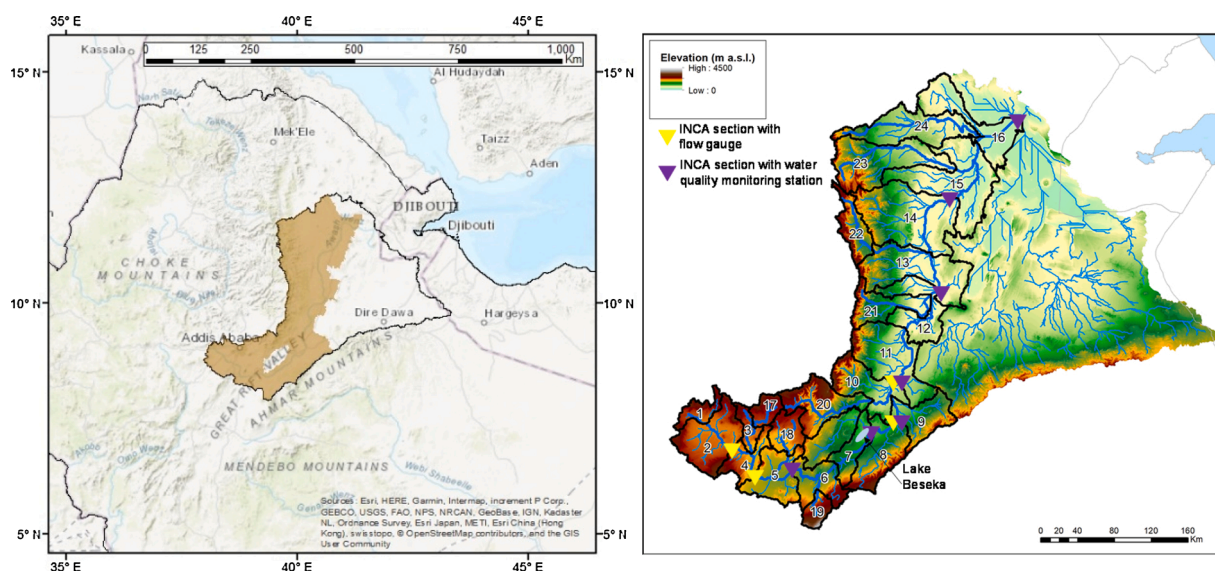 35° E
40° E
45° E
Kassala
0 125 250 500 750 1,000
Km
15° N
15° N
Al Hudaydah
Mek'Ele
Taizz
Aden
DJIBOUTI
Djibouti
CHOKE
MOUNTAINS
10° N
10° N
Dire Dawa
Hargeysa
Addis Ababa
GREAT RIFT VALLEY
AHMAR MOUNTAINS
MENDEBO MOUNTAINS
Webi Shabeelle
Sources: Esri, HERE, Garmin, Intermap, increment P Corp.,
GEBCO, USGS, FAO, NPS, NRCAN, GeoBase, IGN, Kadaster
NL, Ordnance Survey, Esri Japan, METI, Esri China (Hong
Kong), swisstopo, © OpenStreetMap contributors, and the GIS
User Community
5° N
5° N
35° E
40° E
45° E
Elevation (m a.s.l.)
High : 4500
Low : 0
INCA section with
flow gauge
INCA section with water
quality monitoring station
24
16
23
15
14
22
13
21
12
11
10
1
17
20
3
18
9
2
4
5
6
7
8
19
Lake
Beseka
0 20 40 80 120 160
Km